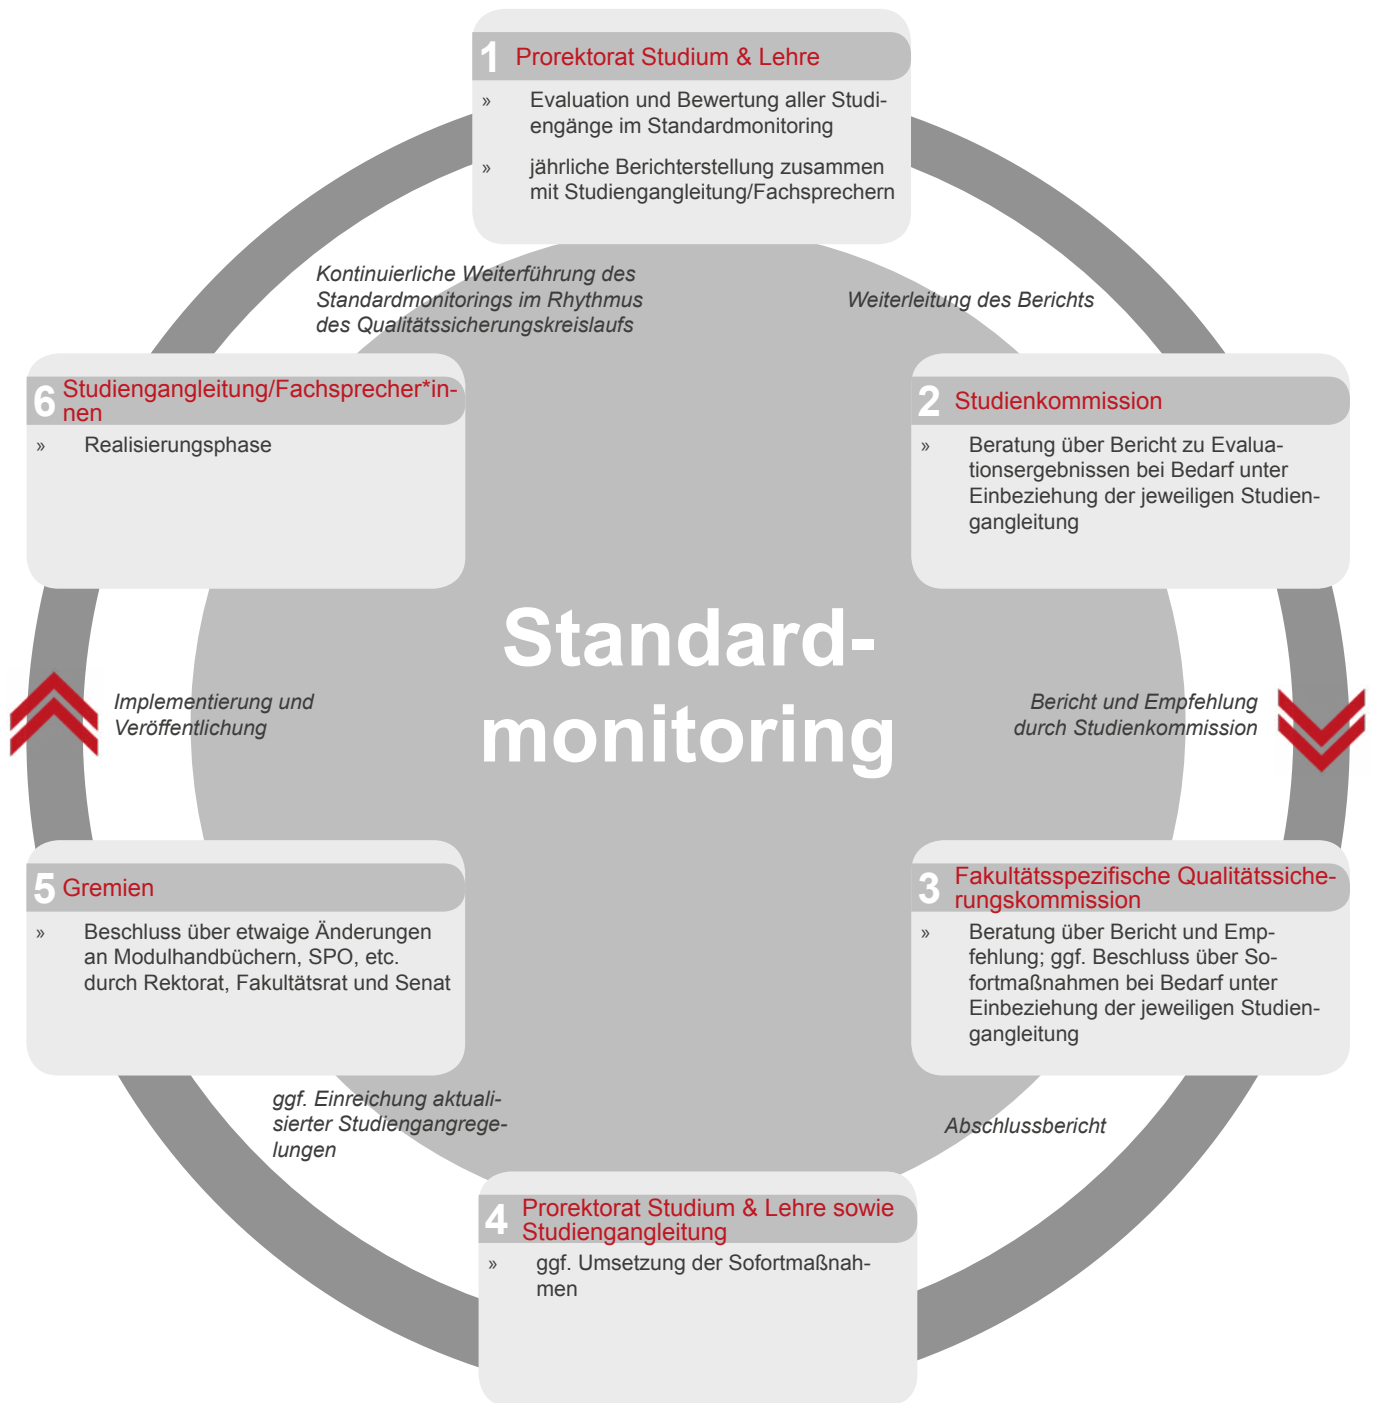 1 Prorektorat Studium & Lehre
» Evaluation und Bewertung aller Studi-
engänge im Standardmonitoring
» jährliche Berichterstellung zusammen
mit Studiengangleitung/Fachsprechern
Kontinuierliche Weiterführung des
Standardmonitorings im Rhythmus
des Qualitätssicherungskreislaufs
Weiterleitung des Berichts
6 Studiengangleitung/Fachsprecher*in-
nen
» Realisierungsphase
2 Studienkommission
» Beratung über Bericht zu Evalua-
tionsergebnissen bei Bedarf unter
Einbeziehung der jeweiligen Studien-
gangleitung
Standard-
monitoring
Implementierung und
Veröffentlichung
Bericht und Empfehlung
durch Studienkommission
5 Gremien
» Beschluss über etwaige Änderungen
an Modulhandbüchern, SPO, etc.
durch Rektorat, Fakultätsrat und Senat
3 Fakultätsspezifische Qualitätssiche-
rungskommission
» Beratung über Bericht und Emp-
fehlung; ggf. Beschluss über So-
fortmaßnahmen bei Bedarf unter
Einbeziehung der jeweiligen Studien-
gangleitung
ggf. Einreichung aktuali-
sierter Studiengangrege-
lungen
Abschlussbericht
4 Prorektorat Studium & Lehre sowie
Studiengangleitung
» ggf. Umsetzung der Sofortmaßnah-
men